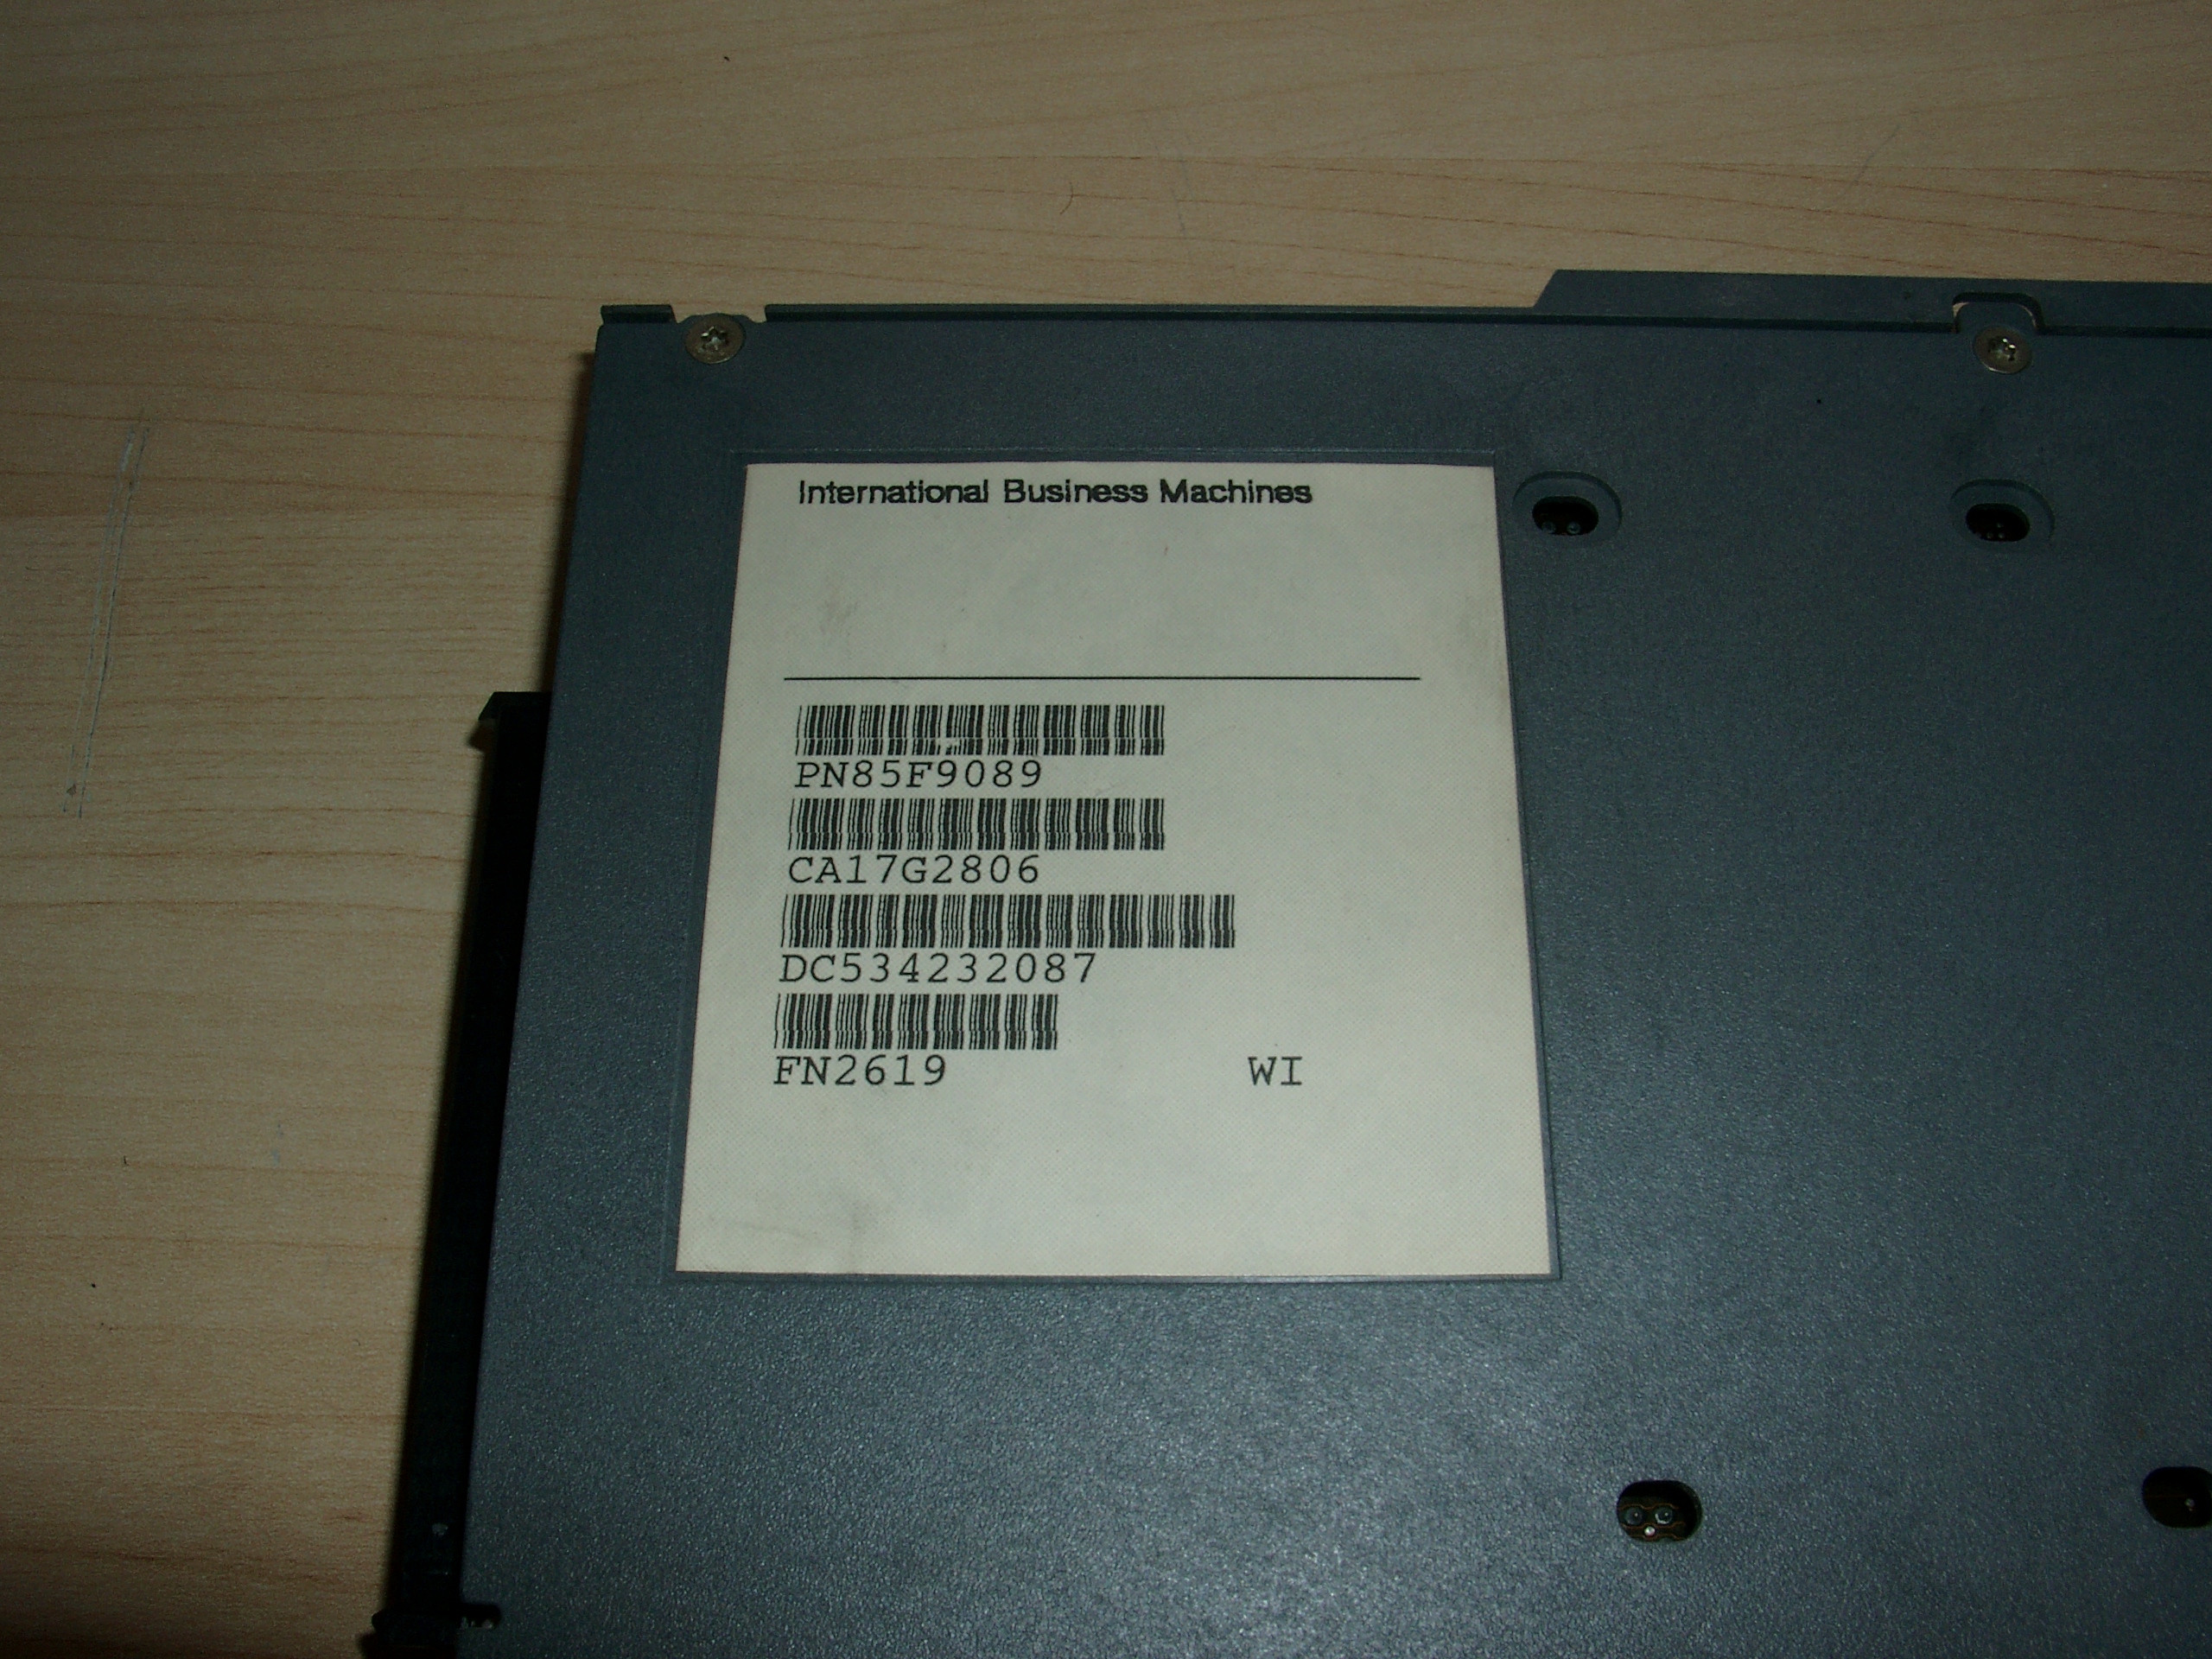 International Business Machines
PN85F9089
CA17G2806
DC534232087
FN2619 WI